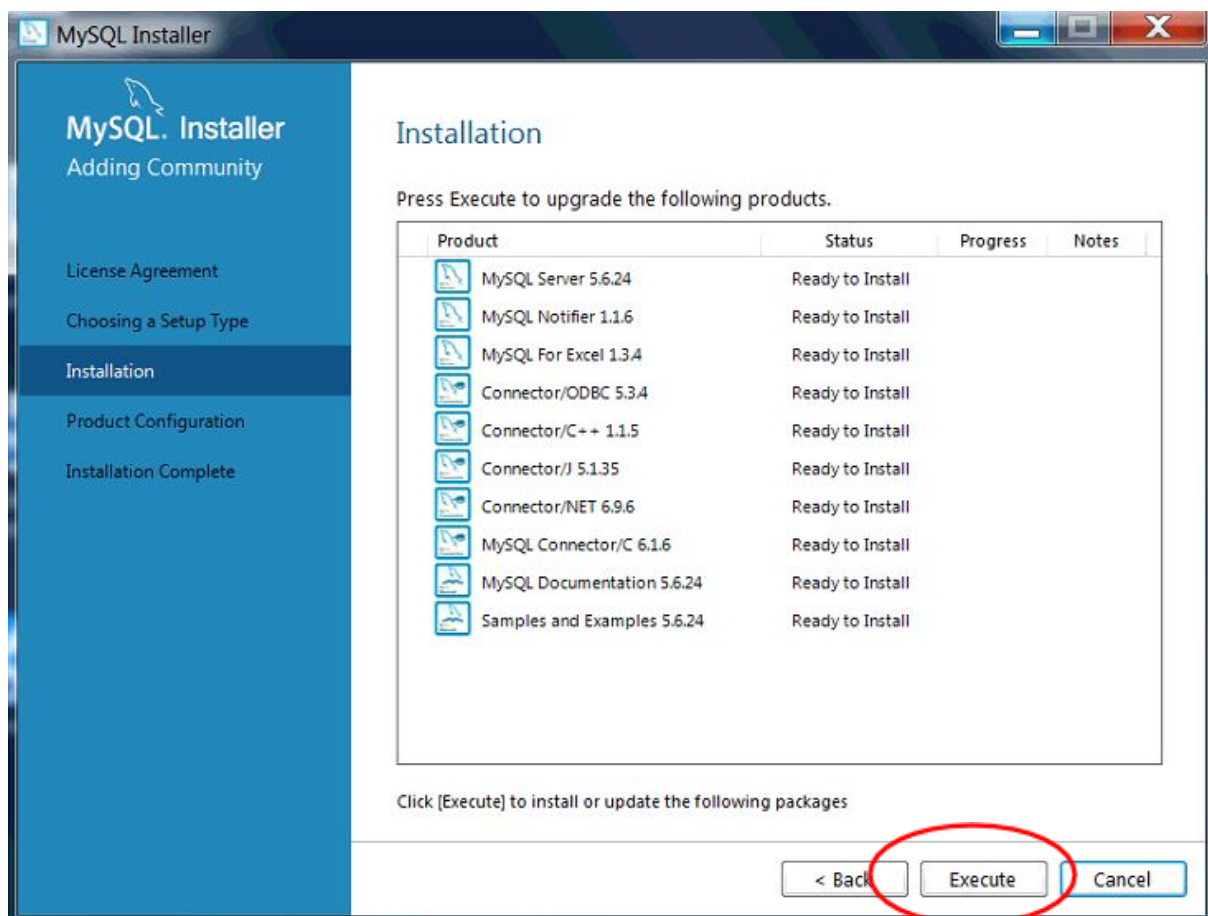 MySQL Installer
MySQL. Installer
Adding Community
License Agreement
Choosing a Setup Type
Installation
Product Configuration
Installation Complete
Installation
Press Execute to upgrade the following products.
Product Status Progress Notes
MySQL Server 5.6.24 Ready to Install
MySQL Notifier 1.1.6 Ready to Install
MySQL For Excel 1.3.4 Ready to Install
Connector/ODBC 5.3.4 Ready to Install
Connector/C++ 1.1.5 Ready to Install
Connector/J 5.1.35 Ready to Install
Connector/NET 6.9.6 Ready to Install
MySQL Connector/C 6.1.6 Ready to Install
MySQL Documentation 5.6.24 Ready to Install
Samples and Examples 5.6.24 Ready to Install
Click [Execute] to install or update the following packages
< Back Execute Cancel